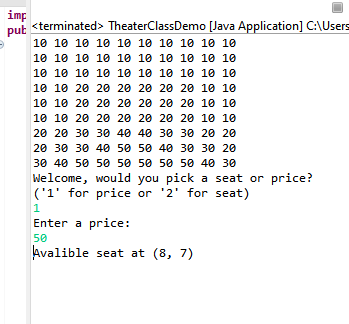 imp
pub
<terminated> TheaterClassDemo [Java Application] C:\Users
10 10 10 10 10 10 10 10 10 10
10 10 10 10 10 10 10 10 10 10
10 10 10 10 10 10 10 10 10 10
10 10 20 20 20 20 20 20 10 10
10 10 20 20 20 20 20 20 10 10
10 10 20 20 20 20 20 20 10 10
20 20 30 30 40 40 30 30 20 20
20 30 30 40 50 50 40 30 30 20
30 40 50 50 50 50 50 50 40 30
Welcome, would you pick a seat or price?
('1' for price or '2' for seat)
1
Enter a price:
50
Avalible seat at (8, 7)